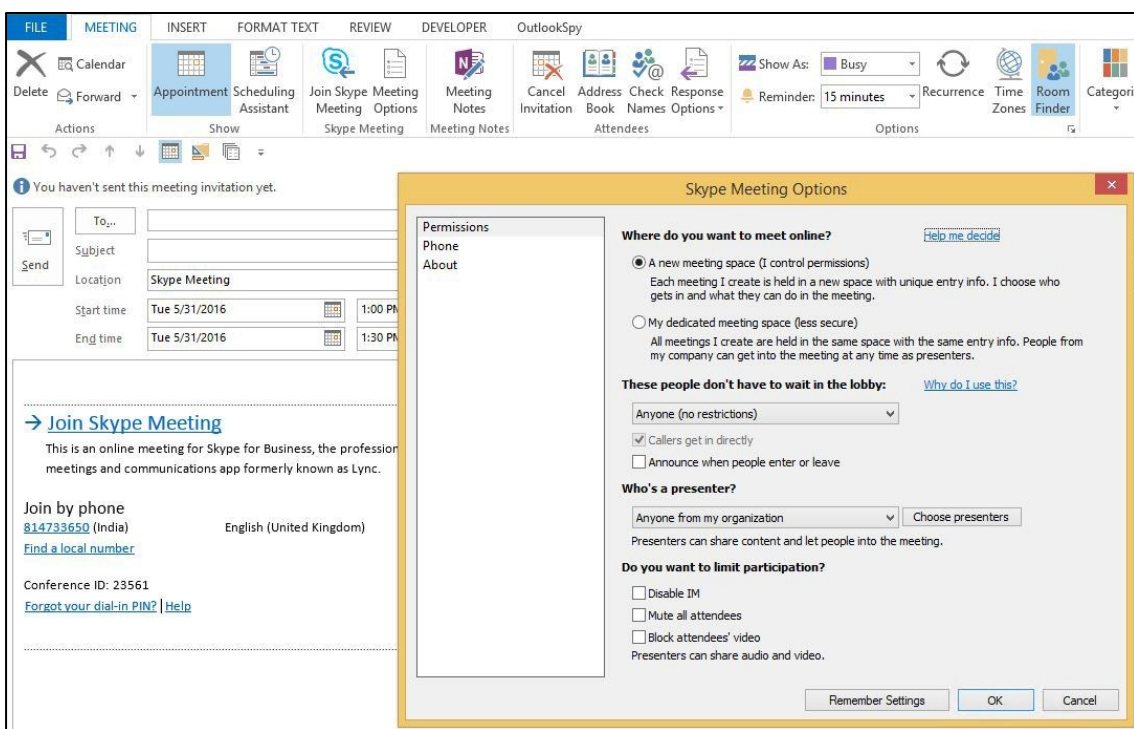 FILE MEETING INSERT FORMAT TEXT REVIEW DEVELOPER OutlookSpy
Delete
Calendar
Forward
Actions
Appointment
Scheduling Assistant
Show
Join Skype Meeting
Meeting Options
Skype Meeting
Meeting Notes
Meeting Notes
Cancel Invitation
Address Book
Check Names
Response Options
Attendees
Show As: Busy
Reminder: 15 minutes
Recurrence
Time Zones
Room Finder
Options
Categori
You haven't sent this meeting invitation yet.
Send
To...
Subject
Location Skype Meeting
Start time Tue 5/31/2016 1:00 PM
End time Tue 5/31/2016 1:30 PM
→ Join Skype Meeting
This is an online meeting for Skype for Business, the profession
meetings and communications app formerly known as Lync.
Join by phone
814733650 (India) English (United Kingdom)
Find a local number
Conference ID: 23561
Forgot your dial-in PIN? | Help
Skype Meeting Options
Permissions
Phone
About
Where do you want to meet online? Help me decide
A new meeting space (I control permissions)
Each meeting I create is held in a new space with unique entry info. I choose who
gets in and what they can do in the meeting.
My dedicated meeting space (less secure)
All meetings I create are held in the same space with the same entry info. People from
my company can get into the meeting at any time as presenters.
These people don't have to wait in the lobby: Why do I use this?
Anyone (no restrictions)
Callers get in directly
Announce when people enter or leave
Who's a presenter?
Anyone from my organization Choose presenters
Presenters can share content and let people into the meeting.
Do you want to limit participation?
Disable IM
Mute all attendees
Block attendees' video
Presenters can share audio and video.
Remember Settings OK Cancel